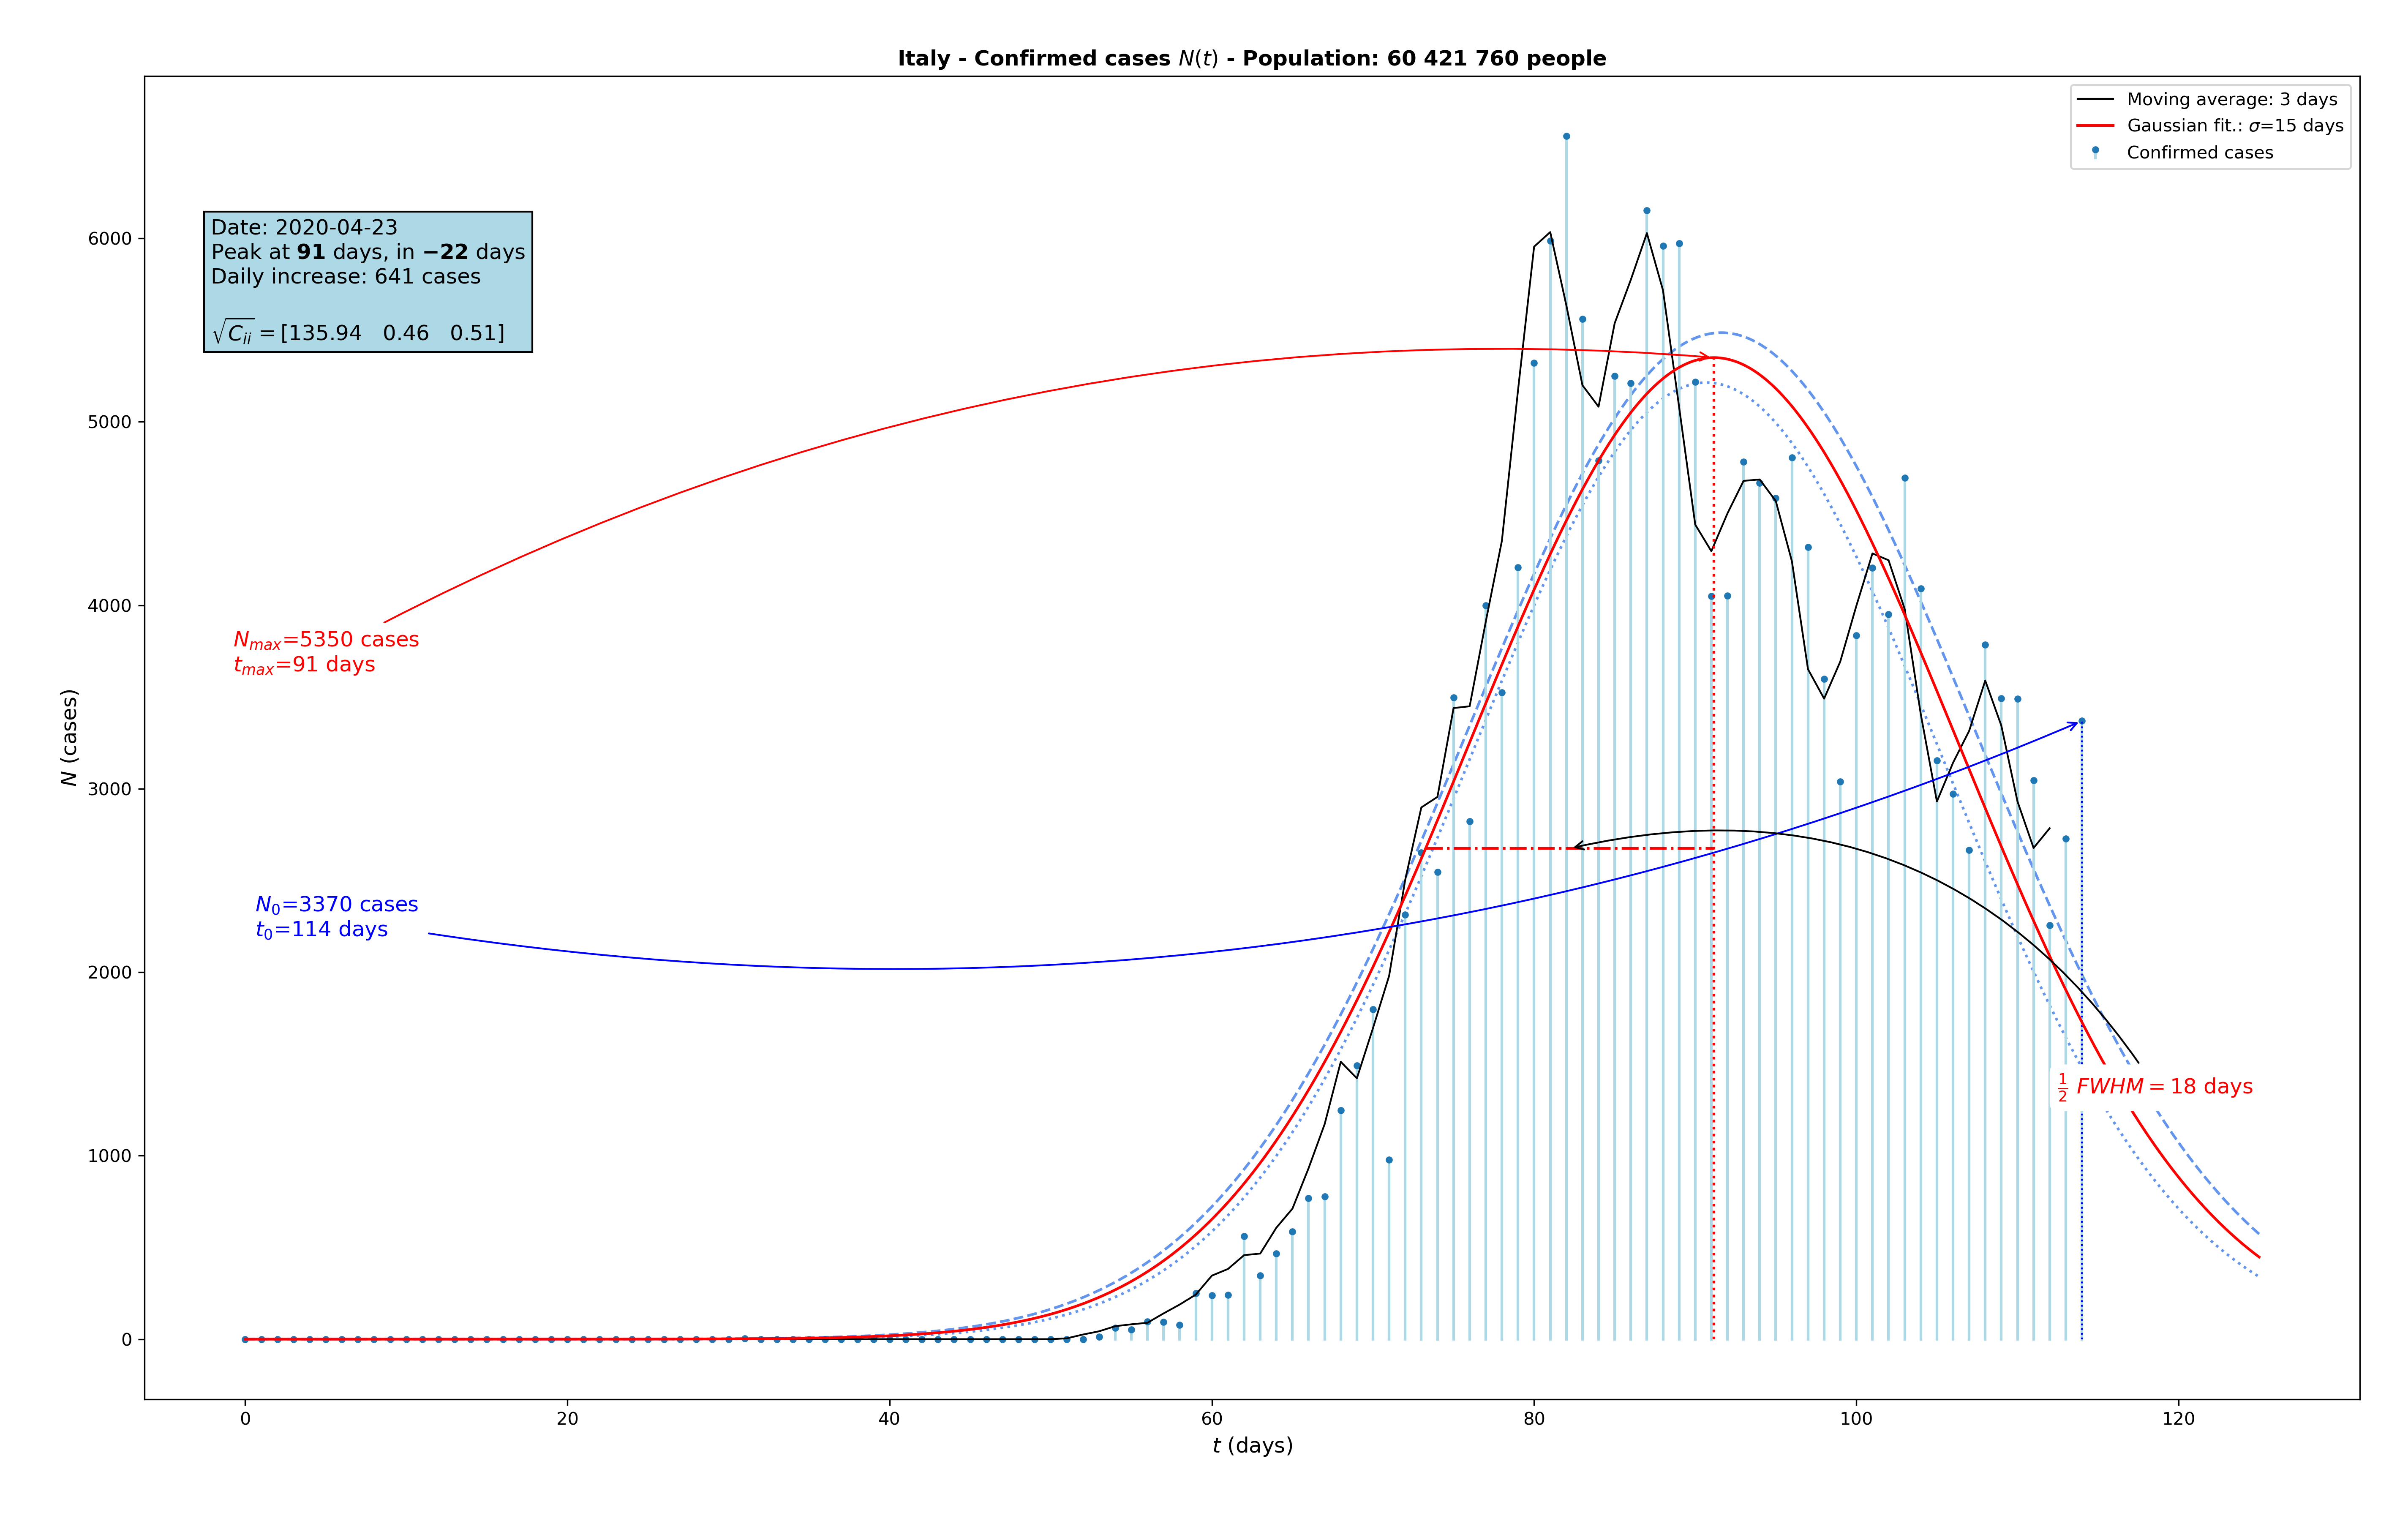 Italy - Confirmed cases N(t) - Population: 60 421 760 people
Moving average: 3 days
Gaussian fit.: σ=15 days
Confirmed cases
Date: 2020-04-23
Peak at 91 days, in −22 days
Daily increase: 641 cases
√C_ii = [135.94 0.46 0.51]
N_max=5350 cases
t_max=91 days
N_0=3370 cases
t_0=114 days
½ FWHM = 18 days
N (cases)
6000
5000
4000
3000
2000
1000
0
0 20 40 60 80 100 120
t (days)